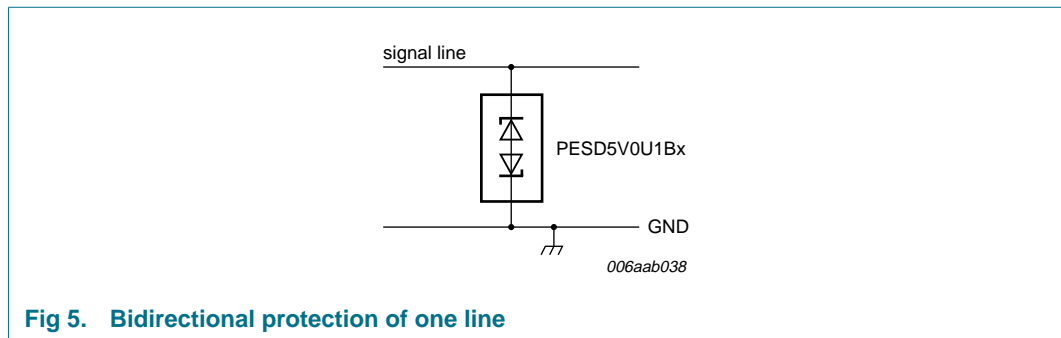 signal line
PESD5V0U1Bx
GND
006aab038
Fig 5. Bidirectional protection of one line